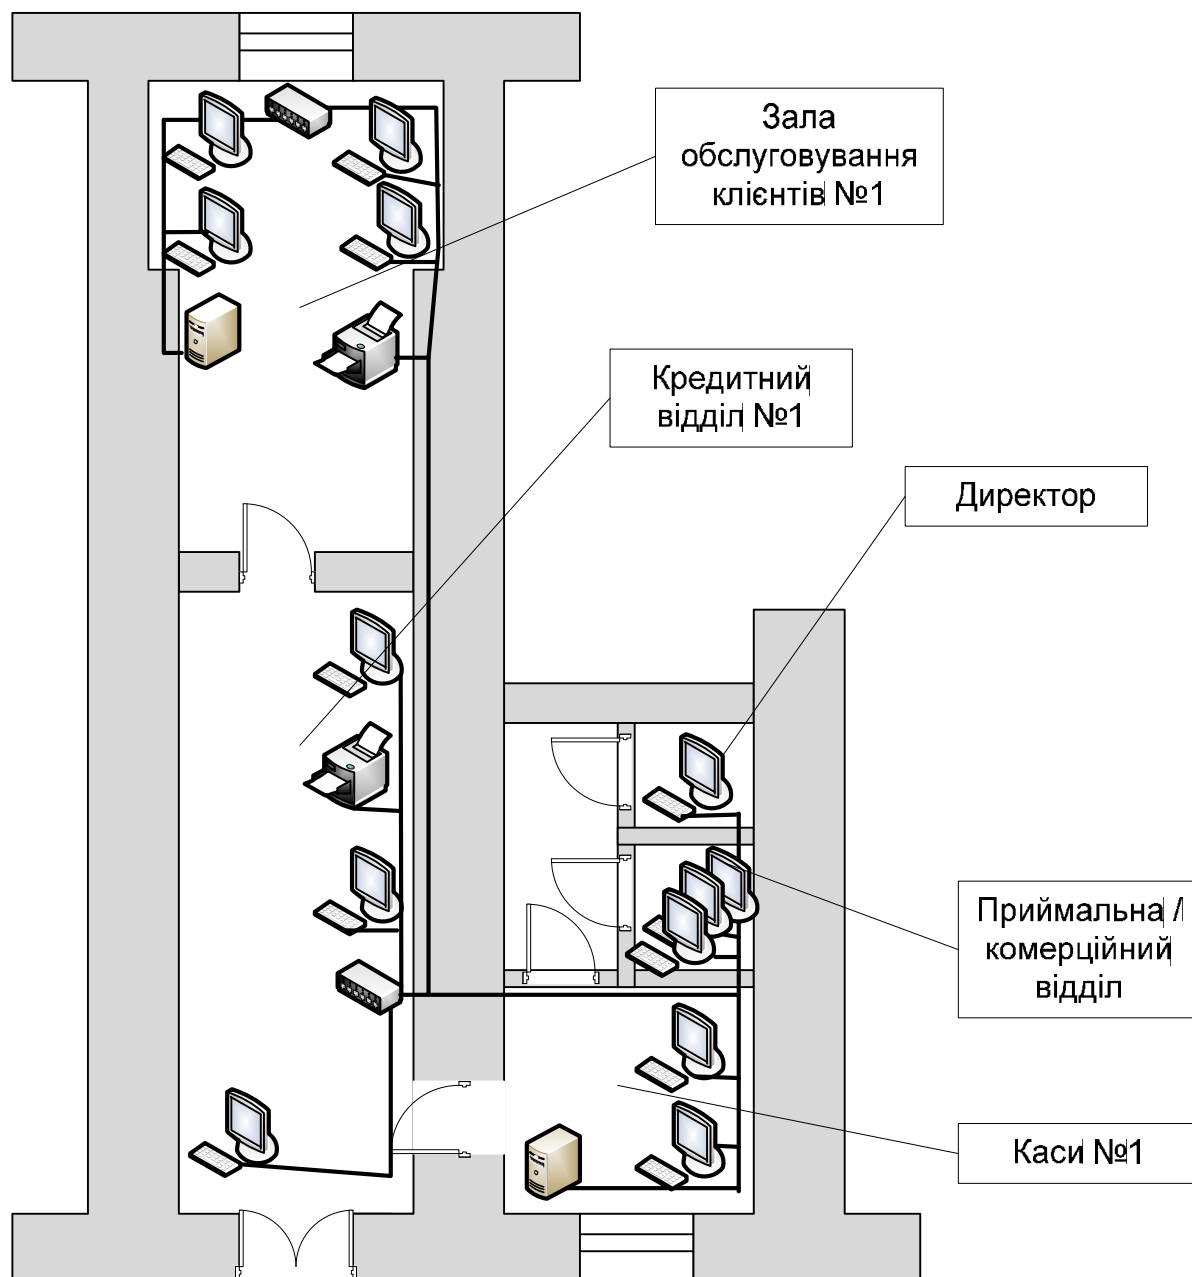 Зала
обслуговування
клієнтів №1
Кредитний
відділ №1
Директор
Приймальна /
комерційний
відділ
Каси №1